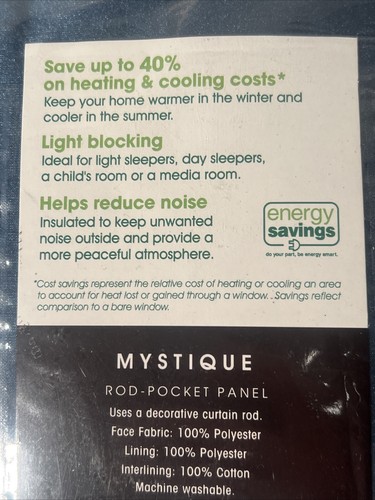 Save up to 40%
on heating & cooling costs*
Keep your home warmer in the winter and
cooler in the summer.
Light blocking
Ideal for light sleepers, day sleepers,
a child's room or a media room.
Helps reduce noise
Insulated to keep unwanted
noise outside and provide a
more peaceful atmosphere.
energy
savings
do your part, be energy smart.
*Cost savings represent the relative cost of heating or cooling an area
to account for heat lost or gained through a window. Savings reflect
comparison to a bare window.
MYSTIQUE
ROD-POCKET PANEL
Uses a decorative curtain rod.
Face Fabric: 100% Polyester
Lining: 100% Polyester
Interlining: 100% Cotton
Machine washable.